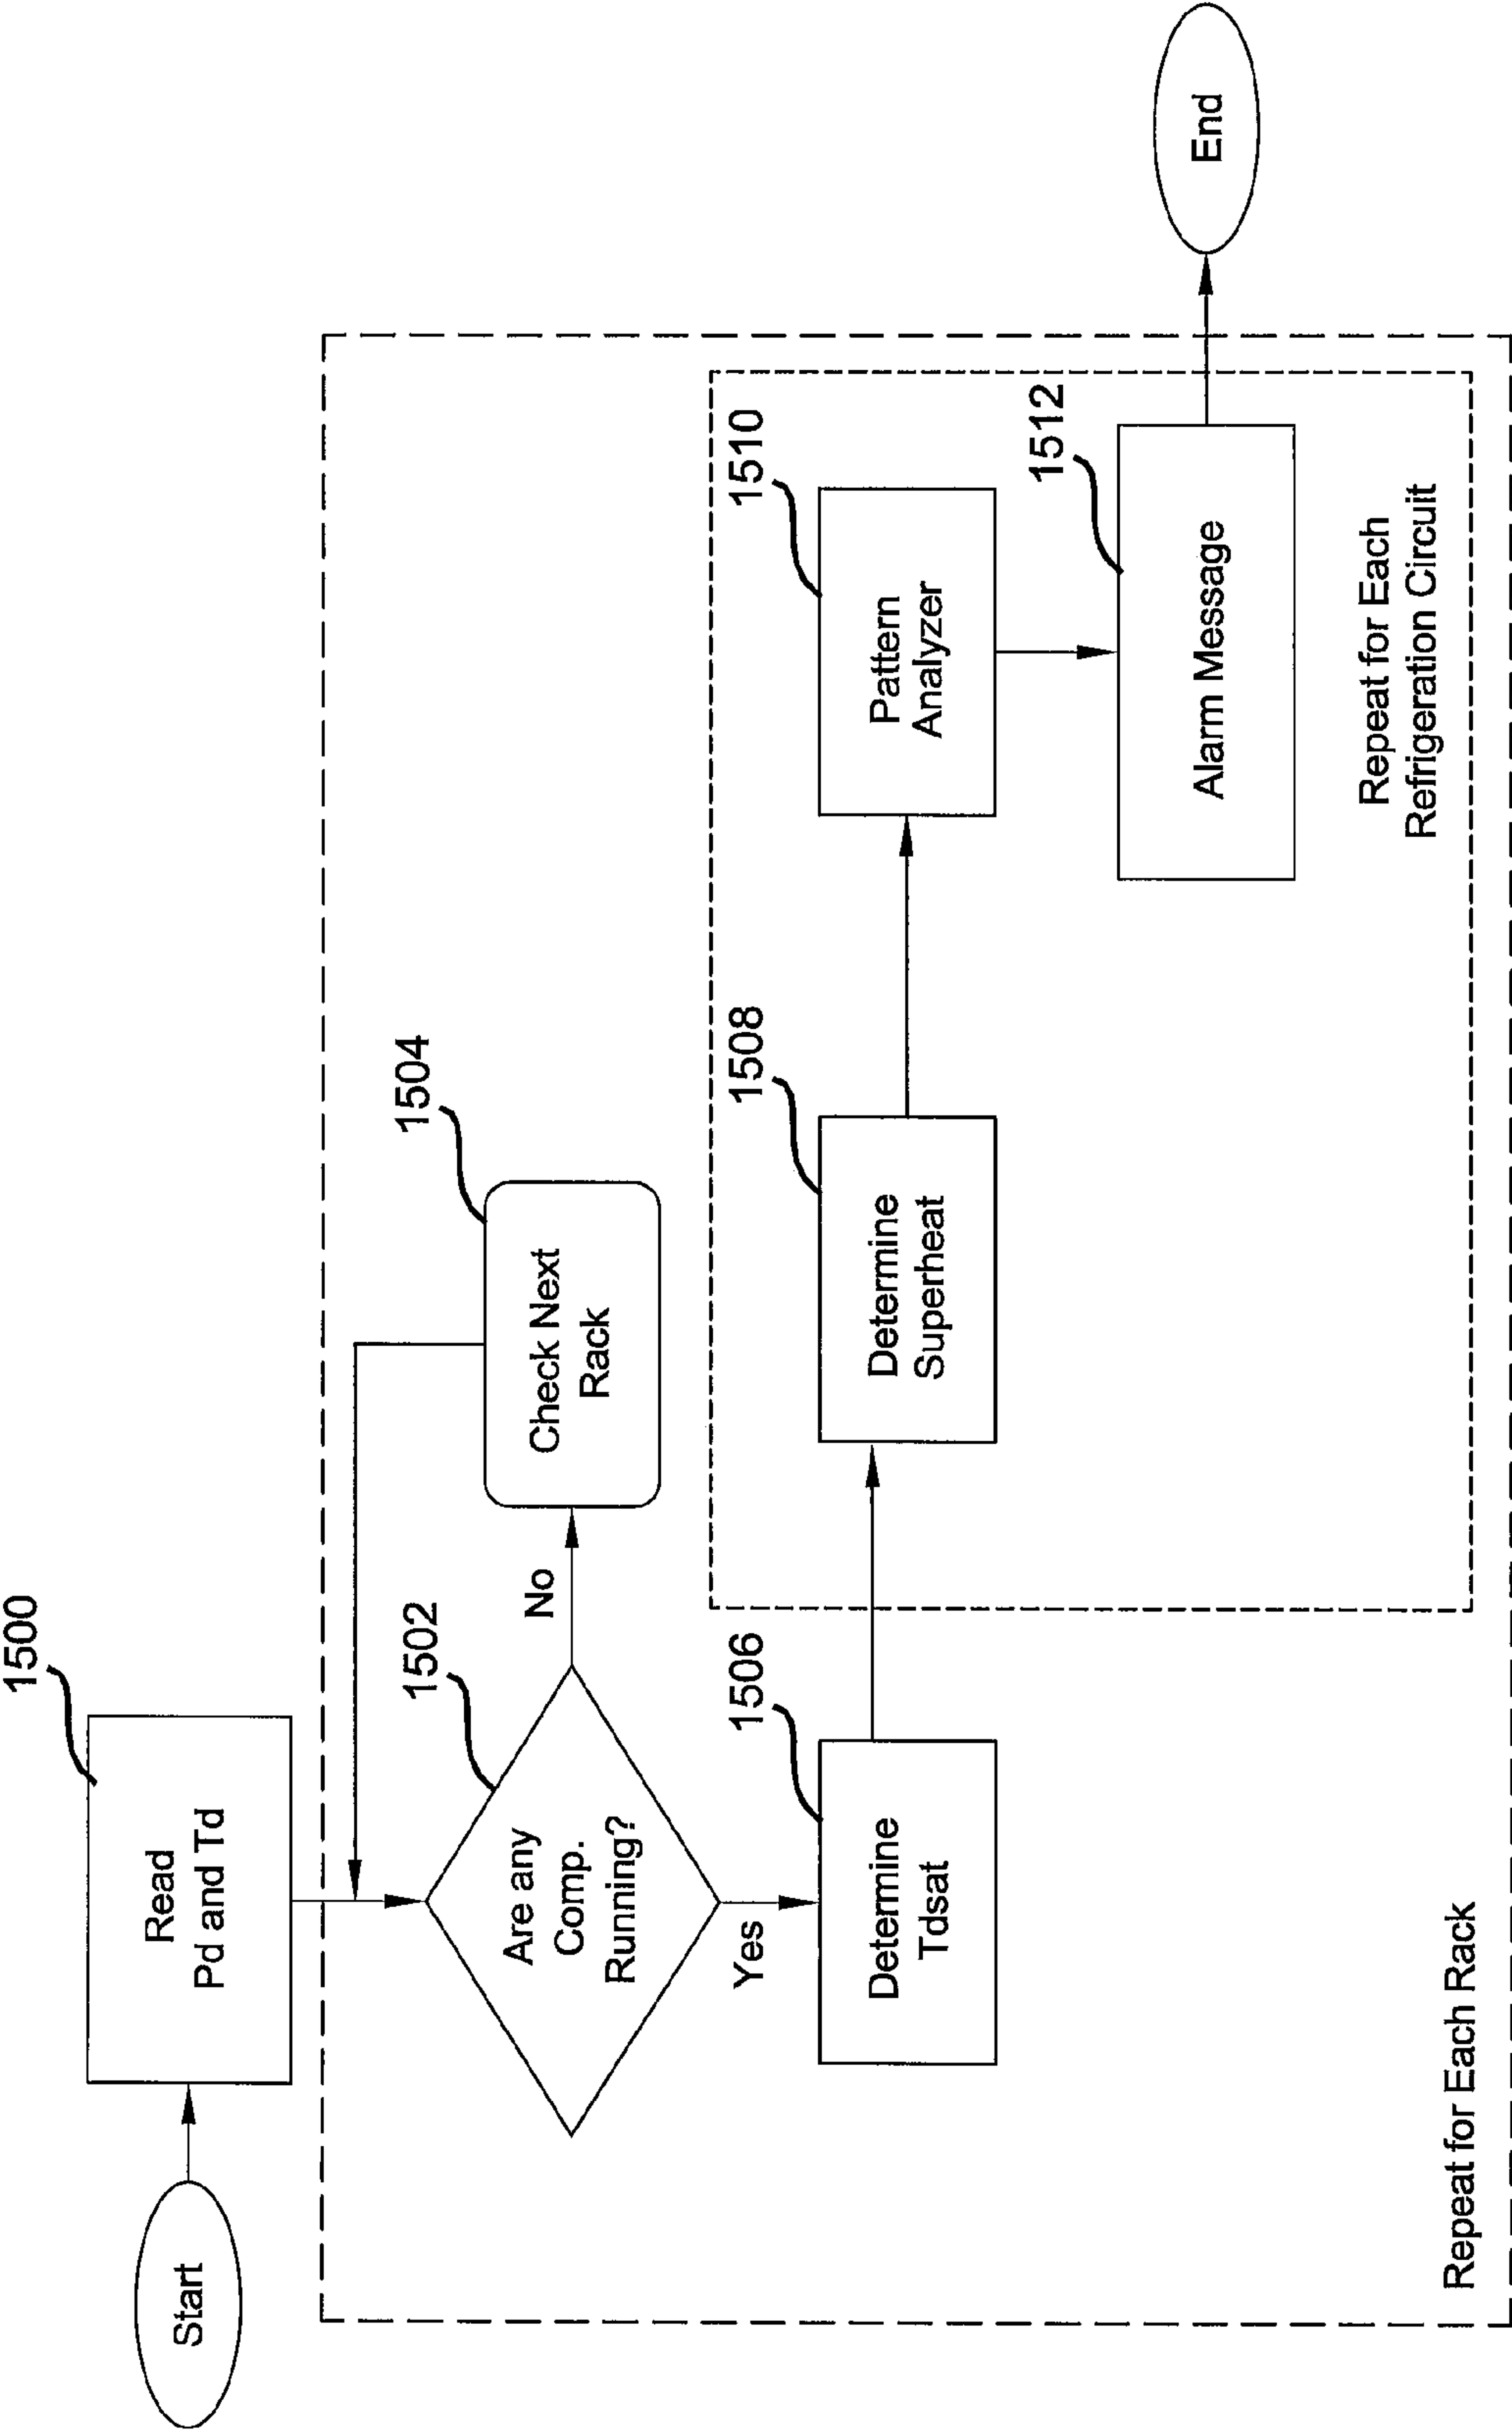 Start
1500
Read
Pd and Td
1502
Are any
Comp.
Running?
No
1504
Check Next
Rack
Yes
1506
Determine
Tdsat
1508
Determine
Superheat
1510
Pattern
Analyzer
1512
Alarm Message
Repeat for Each
Refrigeration Circuit
Repeat for Each Rack
End